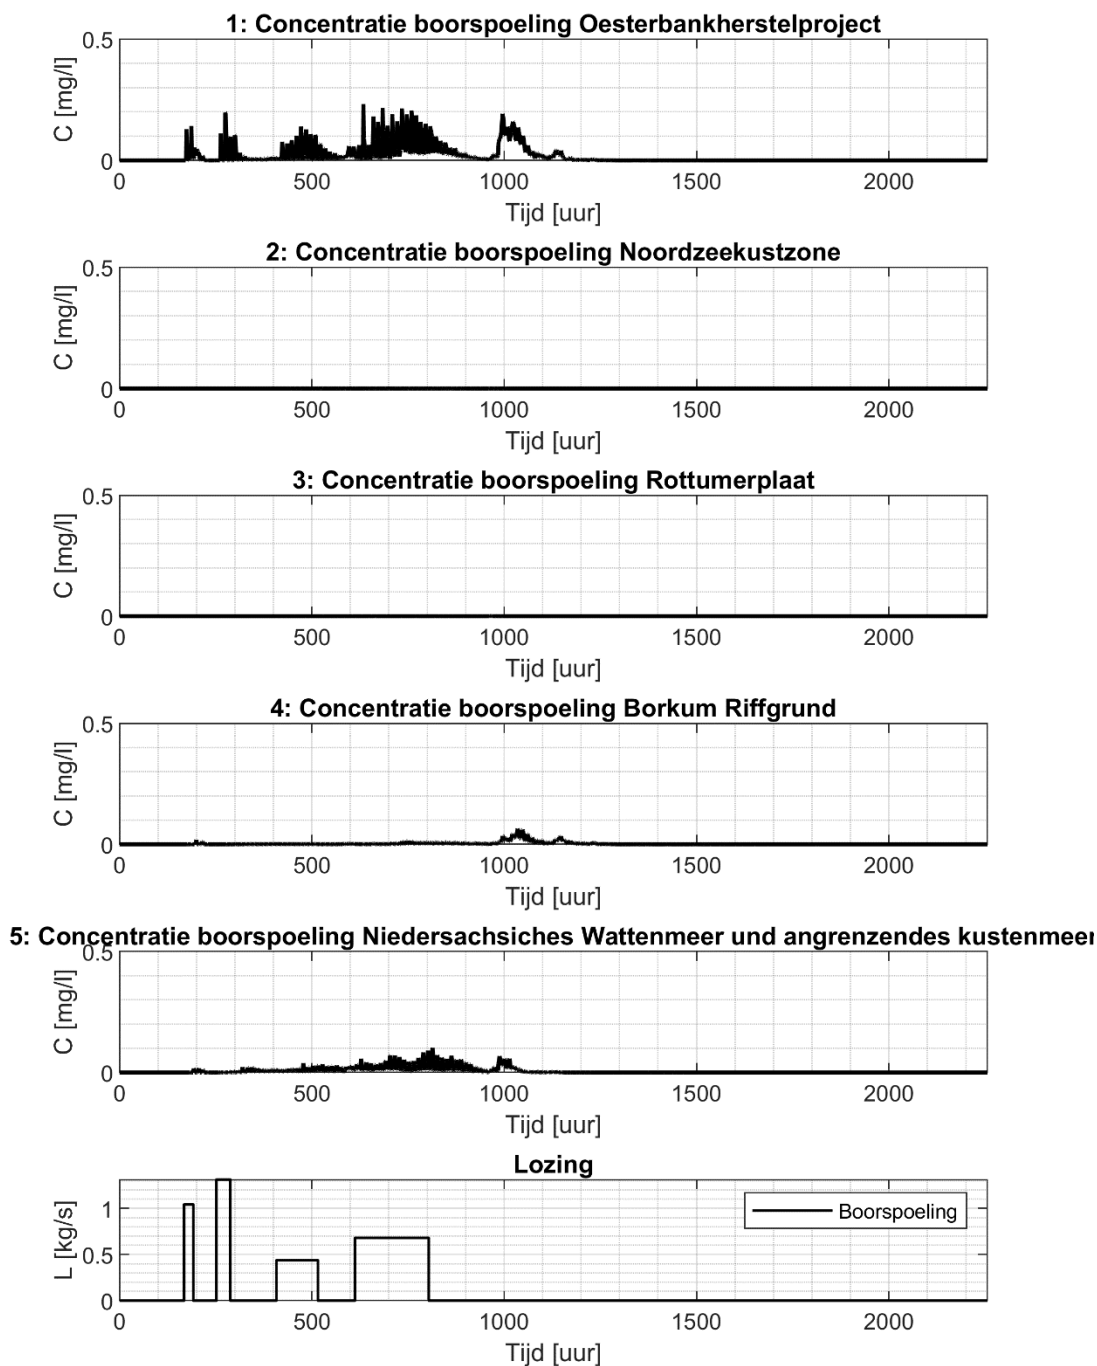 1: Concentratie boorspoeling Oesterbankherstelproject
0.5
C [mg/l]
0
0 500 1000 1500 2000
Tijd [uur]
2: Concentratie boorspoeling Noordzeekustzone
0.5
C [mg/l]
0
0 500 1000 1500 2000
Tijd [uur]
3: Concentratie boorspoeling Rottumerplaat
0.5
C [mg/l]
0
0 500 1000 1500 2000
Tijd [uur]
4: Concentratie boorspoeling Borkum Riffgrund
0.5
C [mg/l]
0
0 500 1000 1500 2000
Tijd [uur]
5: Concentratie boorspoeling Niedersachsiches Wattenmeer und angrenzendes kustenmeer
0.5
C [mg/l]
0
0 500 1000 1500 2000
Tijd [uur]
Lozing
1
0.5
L [kg/s]
0
Boorspoeling
0 500 1000 1500 2000
Tijd [uur]